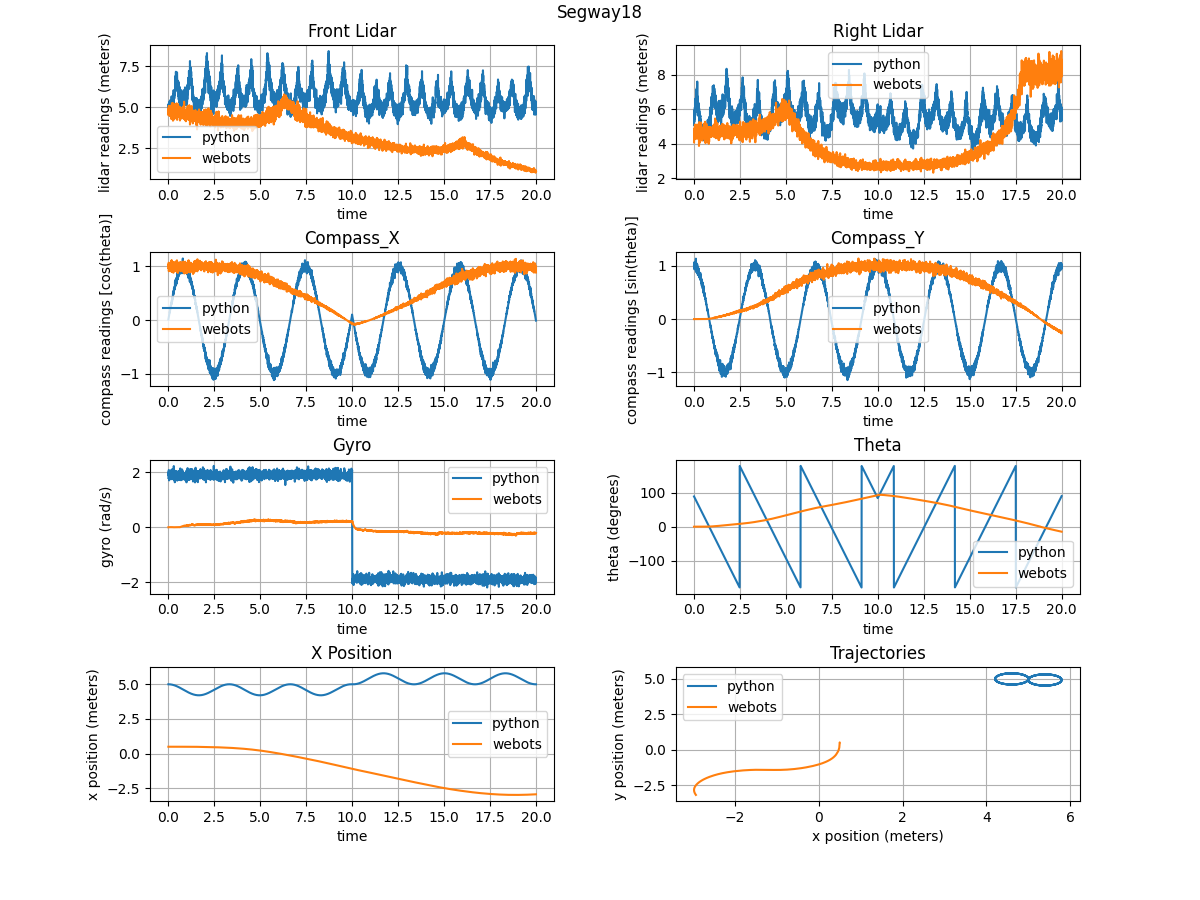 Segway18
Front Lidar
lidar readings (meters)
7.5
5.0
2.5
python
webots
0.0 2.5 5.0 7.5 10.0 12.5 15.0 17.5 20.0
time
Right Lidar
lidar readings (meters)
8
6
4
2
python
webots
0.0 2.5 5.0 7.5 10.0 12.5 15.0 17.5 20.0
time
Compass_X
compass readings [cos(theta)]
1
0
−1
python
webots
0.0 2.5 5.0 7.5 10.0 12.5 15.0 17.5 20.0
time
Compass_Y
compass readings [sin(theta)]
1
0
−1
python
webots
0.0 2.5 5.0 7.5 10.0 12.5 15.0 17.5 20.0
time
Gyro
gyro (rad/s)
2
0
−2
python
webots
0.0 2.5 5.0 7.5 10.0 12.5 15.0 17.5 20.0
time
Theta
theta (degrees)
100
0
−100
python
webots
0.0 2.5 5.0 7.5 10.0 12.5 15.0 17.5 20.0
time
X Position
x position (meters)
5.0
2.5
0.0
−2.5
python
webots
0.0 2.5 5.0 7.5 10.0 12.5 15.0 17.5 20.0
time
Trajectories
y position (meters)
5.0
2.5
0.0
−2.5
python
webots
−2 0 2 4 6
x position (meters)